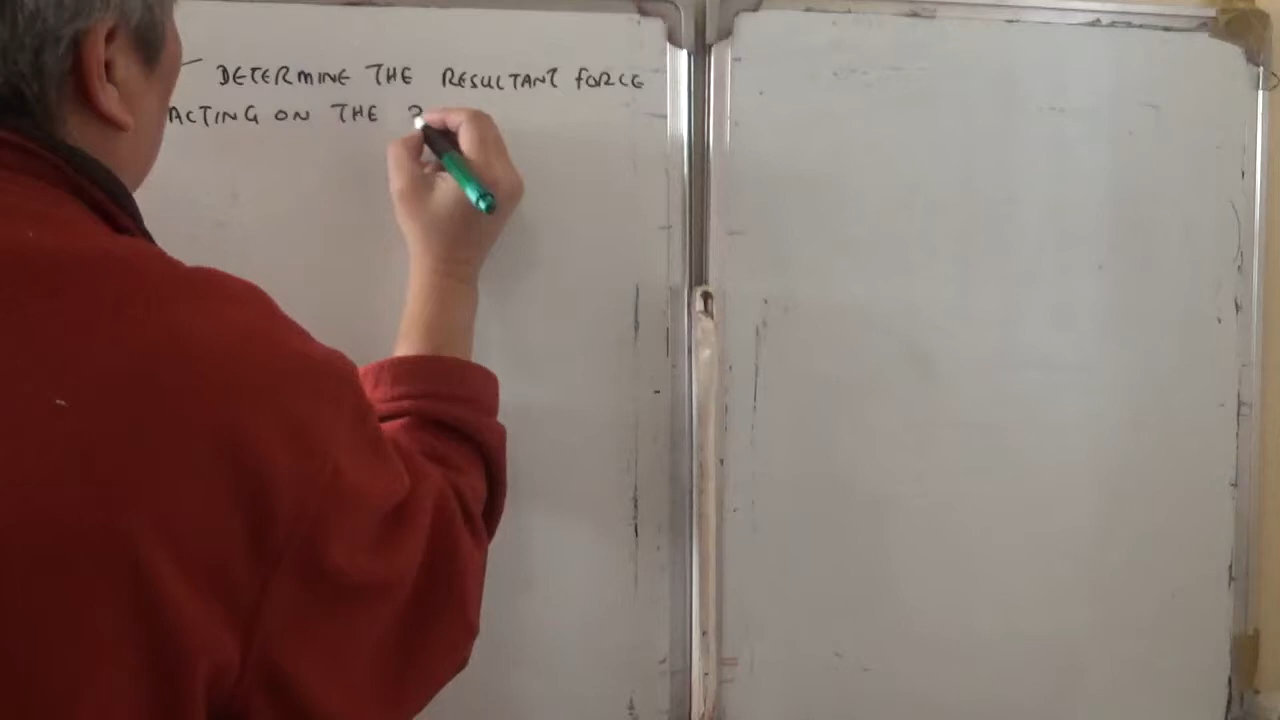 DETERMINE THE RESULTANT FORCE
ACTING ON THE